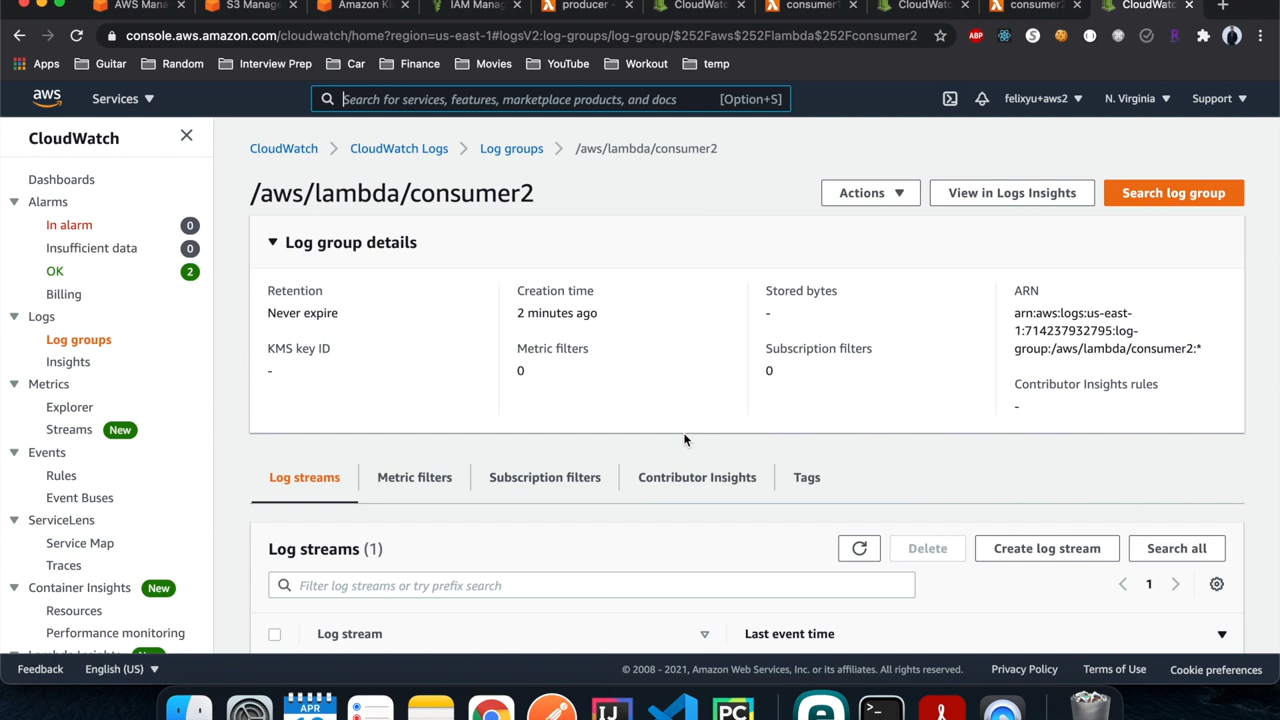 AWS Mana
S3 Manage
Amazon Ki
IAM Manag
producer -
CloudWatc
consumer1
CloudWatc
consumer2
CloudWatc
console.aws.amazon.com/cloudwatch/home?region=us-east-1#logsV2:log-groups/log-group/$252Faws$252Flambda$252Fconsumer2
ABP
Apps Guitar Random Interview Prep Car Finance Movies YouTube Workout temp
aws Services ▼ Search for services, features, marketplace products, and docs [Option+S] felixyu+aws2 ▼ N. Virginia ▼ Support ▼
CloudWatch
Dashboards
Alarms
In alarm 0
Insufficient data 0
OK 2
Billing
Logs
Log groups
Insights
Metrics
Explorer
Streams New
Events
Rules
Event Buses
ServiceLens
Service Map
Traces
Container Insights New
Resources
Performance monitoring
CloudWatch > CloudWatch Logs > Log groups > /aws/lambda/consumer2
/aws/lambda/consumer2
Actions ▼ View in Logs Insights Search log group
Log group details
Retention
Never expire
KMS key ID
-
Creation time
2 minutes ago
Metric filters
0
Stored bytes
-
Subscription filters
0
ARN
arn:aws:logs:us-east-
1:714237932795:log-
group:/aws/lambda/consumer2:*
Contributor Insights rules
-
Log streams Metric filters Subscription filters Contributor Insights Tags
Log streams (1)
Delete Create log stream Search all
Filter log streams or try prefix search
1
Log stream Last event time
Feedback English (US) ▼ © 2008 - 2021, Amazon Web Services, Inc. or its affiliates. All rights reserved. Privacy Policy Terms of Use Cookie preferences
APR
IJ
PC